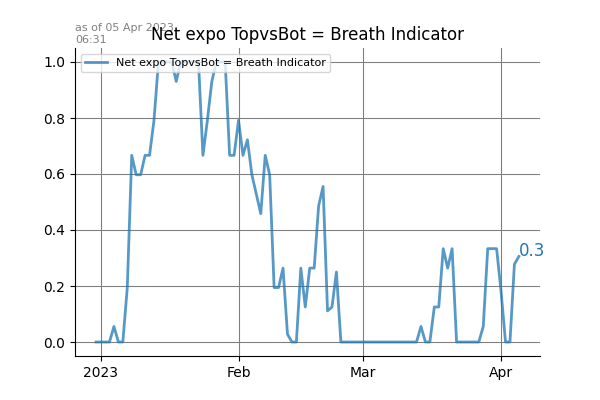 as of 05 Apr 2023
06:31
Net expo TopvsBot = Breath Indicator
Net expo TopvsBot = Breath Indicator
1.0
0.8
0.6
0.4
0.2
0.0
0.3
2023 Feb Mar Apr